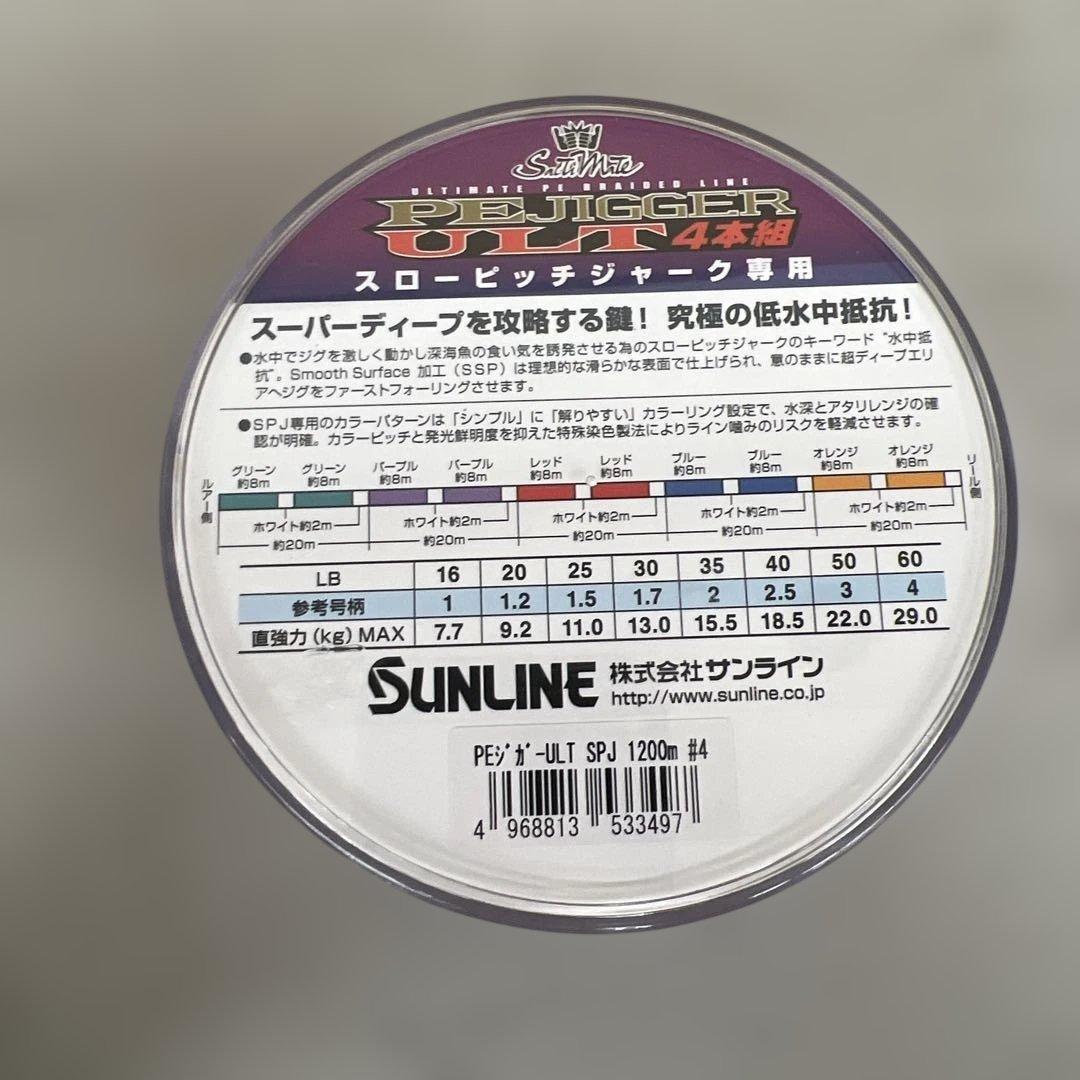 SaltiMate
ULTIMATE PE BRAIDED LINE
PEJIGGER
ULT 4本組
スローピッチジャーク専用
スーパーディープを攻略する鍵! 究極の低水中抵抗!
●水中でジグを激しく動かし深海魚の食い気を誘発させる為のスローピッチジャークのキーワード"水中抵
抗"。Smooth Surface 加工(SSP)は理想的な滑らかな表面で仕上げられ、意のままに超ディープエリ
アへジグをファーストフォーリングさせます。
●SPJ専用のカラーパターンは「シンプル」に「解りやすい」カラーリング設定で、水深とアタリレンジの確
認が明確。カラーピッチと発光鮮明度を抑えた特殊染色製法によりライン噛みのリスクを軽減させます。
グリーン グリーン パープル パープル レッド レッド ブルー ブルー オレンジ オレンジ
約8m 約8m 約8m 約8m 約8m 約8m 約8m 約8m 約8m 約8m
ルアー側 リール側
ホワイト約2m ホワイト約2m ホワイト約2m ホワイト約2m ホワイト約2m
約20m 約20m 約20m 約20m 約20m
LB 16 20 25 30 35 40 50 60
参考号柄 1 1.2 1.5 1.7 2 2.5 3 4
直強力(kg)MAX 7.7 9.2 11.0 13.0 15.5 18.5 22.0 29.0
SUNLINE 株式会社サンライン
http://www.sunline.co.jp
PEｼﾞｶﾞｰULT SPJ 1200m #4
4 968813 533497